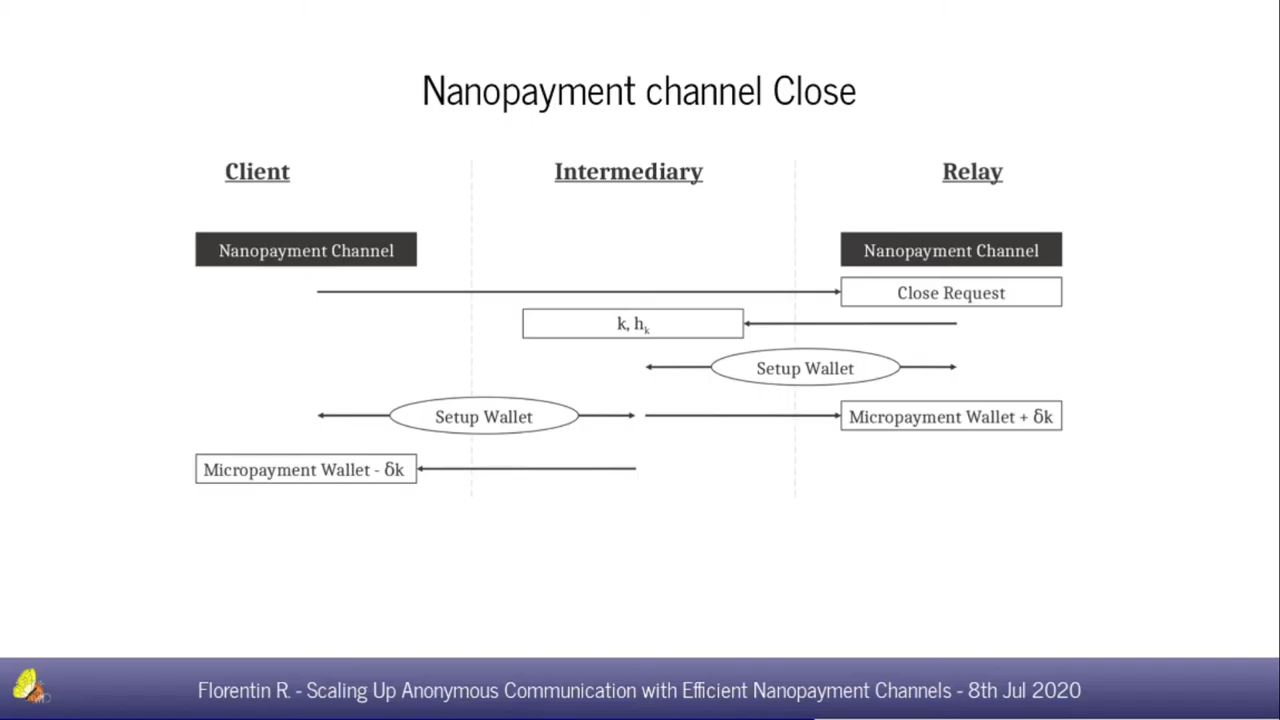 Nanopayment channel Close
Client
Intermediary
Relay
Nanopayment Channel
Nanopayment Channel
Close Request
k, hₖ
Setup Wallet
Setup Wallet
Micropayment Wallet + δk
Micropayment Wallet - δk
Florentin R. - Scaling Up Anonymous Communication with Efficient Nanopayment Channels - 8th Jul 2020